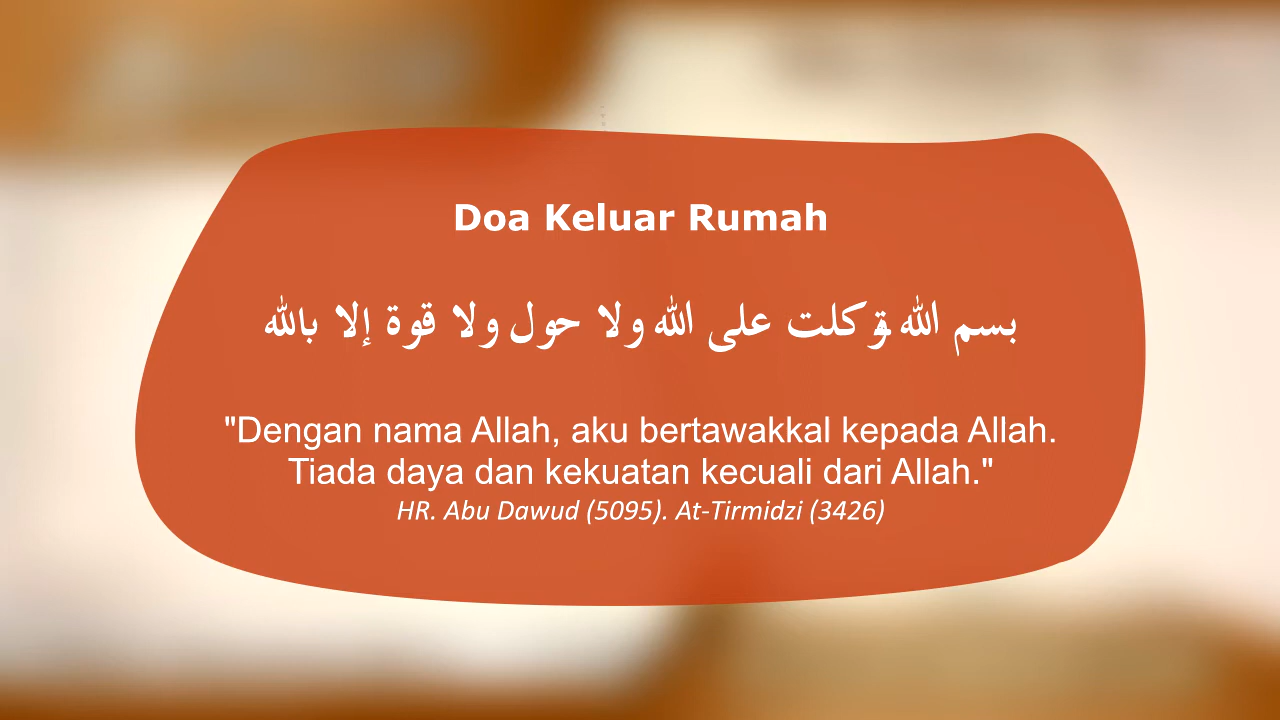 Doa Keluar Rumah
بسم الله توكلت على الله ولا حول ولا قوة إلا بالله
"Dengan nama Allah, aku bertawakkal kepada Allah.
Tiada daya dan kekuatan kecuali dari Allah."
HR. Abu Dawud (5095). At-Tirmidzi (3426)